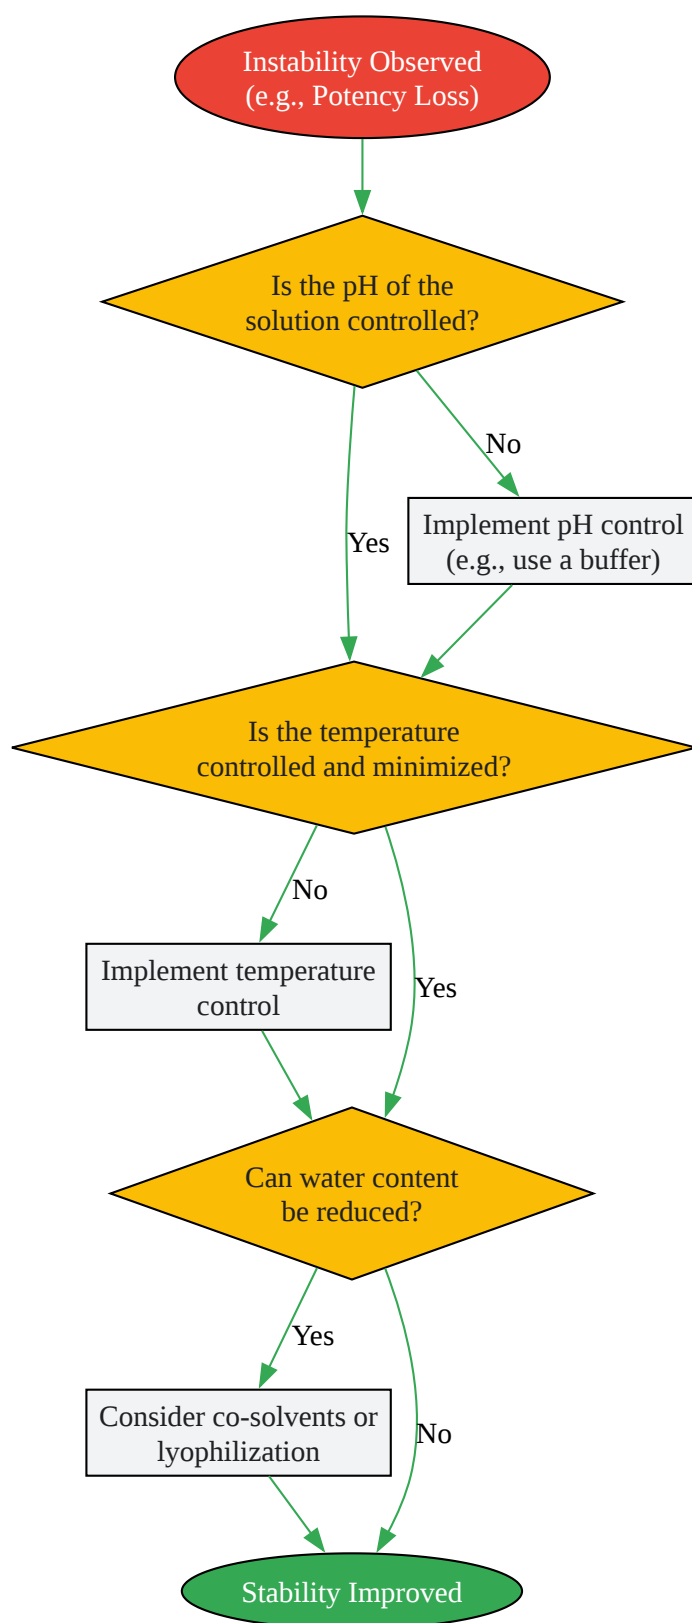 Instability Observed
(e.g., Potency Loss)
Is the pH of the
solution controlled?
No
Implement pH control
(e.g., use a buffer)
Yes
Is the temperature
controlled and minimized?
No
Implement temperature
control
Yes
Can water content
be reduced?
Yes
Consider co-solvents or
lyophilization
No
Stability Improved